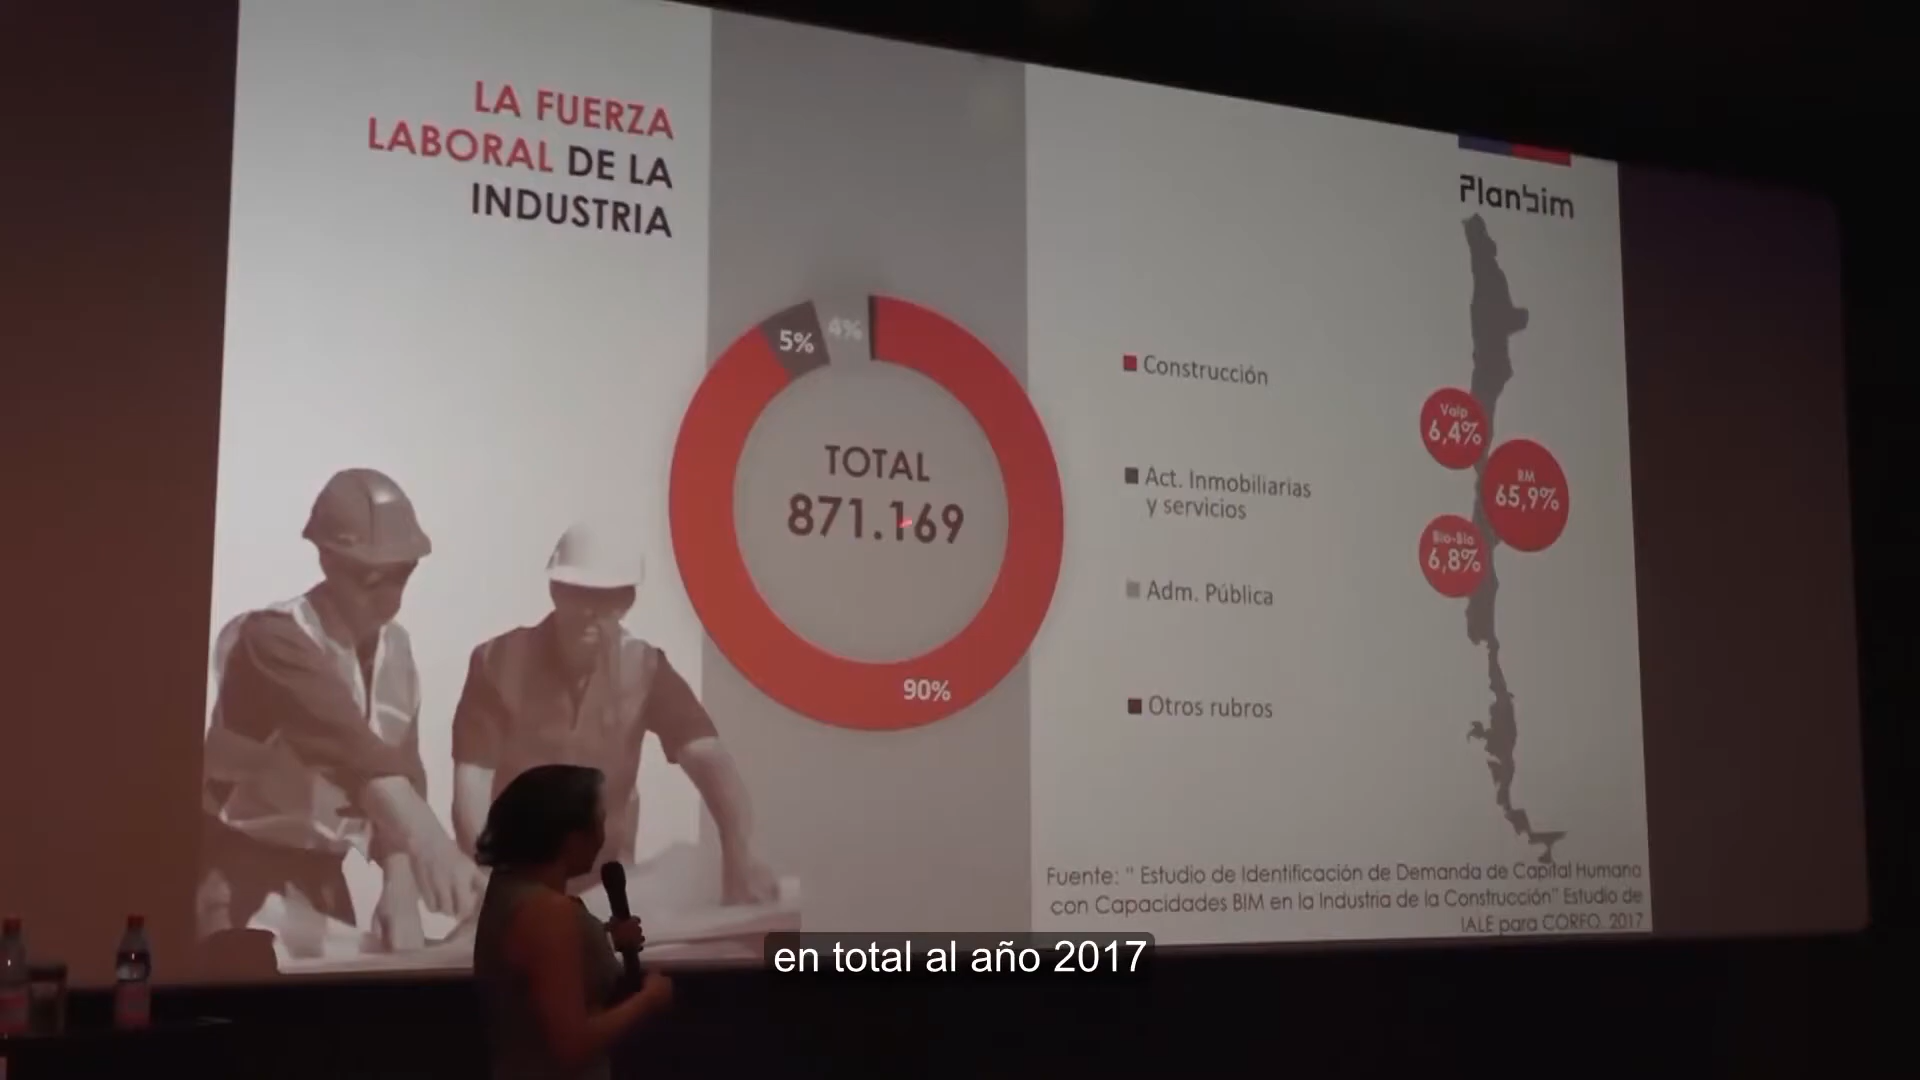 LA FUERZA
LABORAL DE LA
INDUSTRIA
Planbim
5%
4%
TOTAL
871.169
90%
Construcción
Act. Inmobiliarias
y servicios
Adm. Pública
Otros rubros
Valp
6,4%
RM
65,9%
Bio-Bio
6,8%
Fuente: " Estudio de Identificación de Demanda de Capital Humano
con Capacidades BIM en la Industria de la Construcción" Estudio de
IALE para CORFO. 2017
en total al año 2017